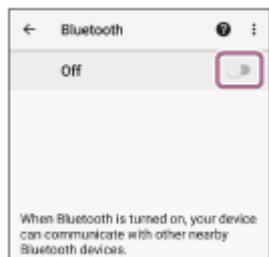 Bluetooth
Off
When Bluetooth is turned on, your device
can communicate with other nearby
Bluetooth devices.